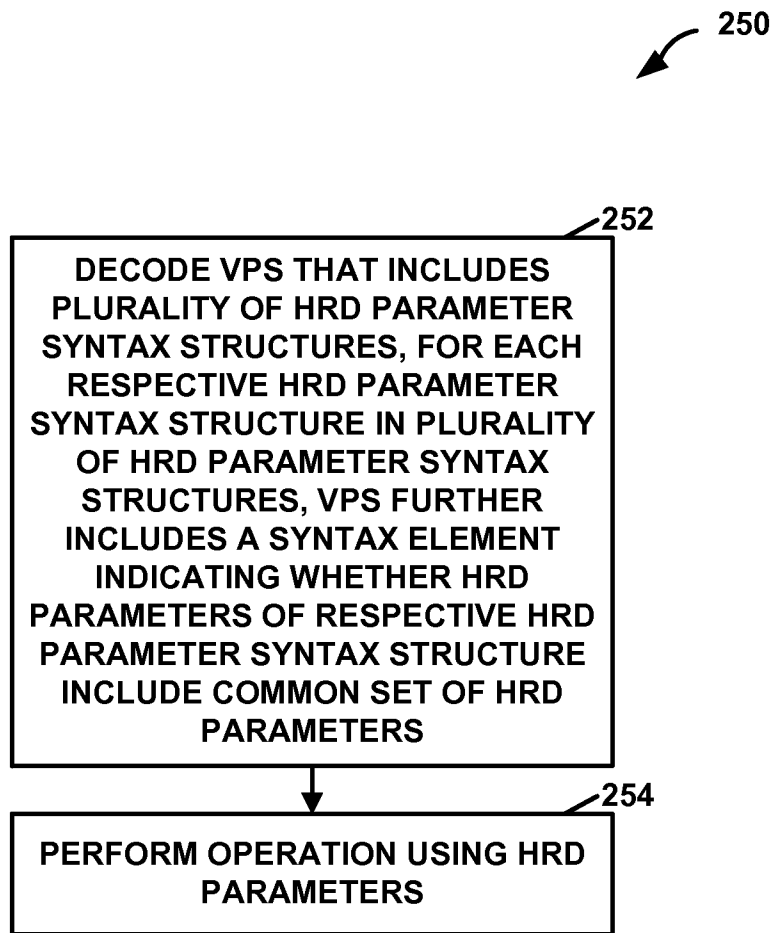 250
252
DECODE VPS THAT INCLUDES
PLURALITY OF HRD PARAMETER
SYNTAX STRUCTURES, FOR EACH
RESPECTIVE HRD PARAMETER
SYNTAX STRUCTURE IN PLURALITY
OF HRD PARAMETER SYNTAX
STRUCTURES, VPS FURTHER
INCLUDES A SYNTAX ELEMENT
INDICATING WHETHER HRD
PARAMETERS OF RESPECTIVE HRD
PARAMETER SYNTAX STRUCTURE
INCLUDE COMMON SET OF HRD
PARAMETERS
254
PERFORM OPERATION USING HRD
PARAMETERS